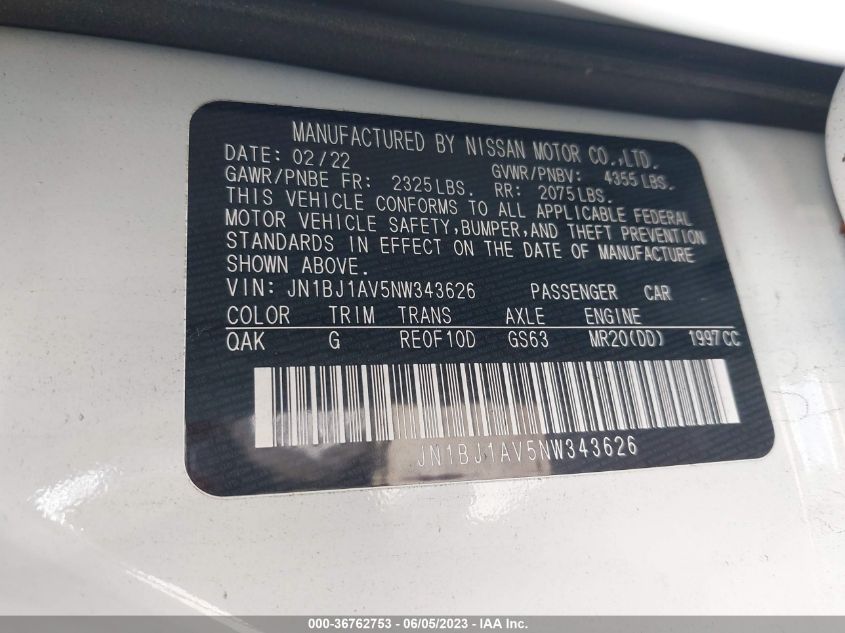 MANUFACTURED BY NISSAN MOTOR CO.,LTD.
DATE: 02/22 GVWR/PNBV: 4355 LBS.
GAWR/PNBE FR: 2325 LBS. RR: 2075 LBS.
THIS VEHICLE CONFORMS TO ALL APPLICABLE FEDERAL
MOTOR VEHICLE SAFETY, BUMPER, AND THEFT PREVENTION
STANDARDS IN EFFECT ON THE DATE OF MANUFACTURE
SHOWN ABOVE.
VIN: JN1BJ1AV5NW343626 PASSENGER CAR
COLOR TRIM TRANS AXLE ENGINE
QAK G RE0F10D GS63 MR20(DD) 1997CC
JN1BJ1AV5NW343626
000-36762753 - 06/05/2023 - IAA Inc.